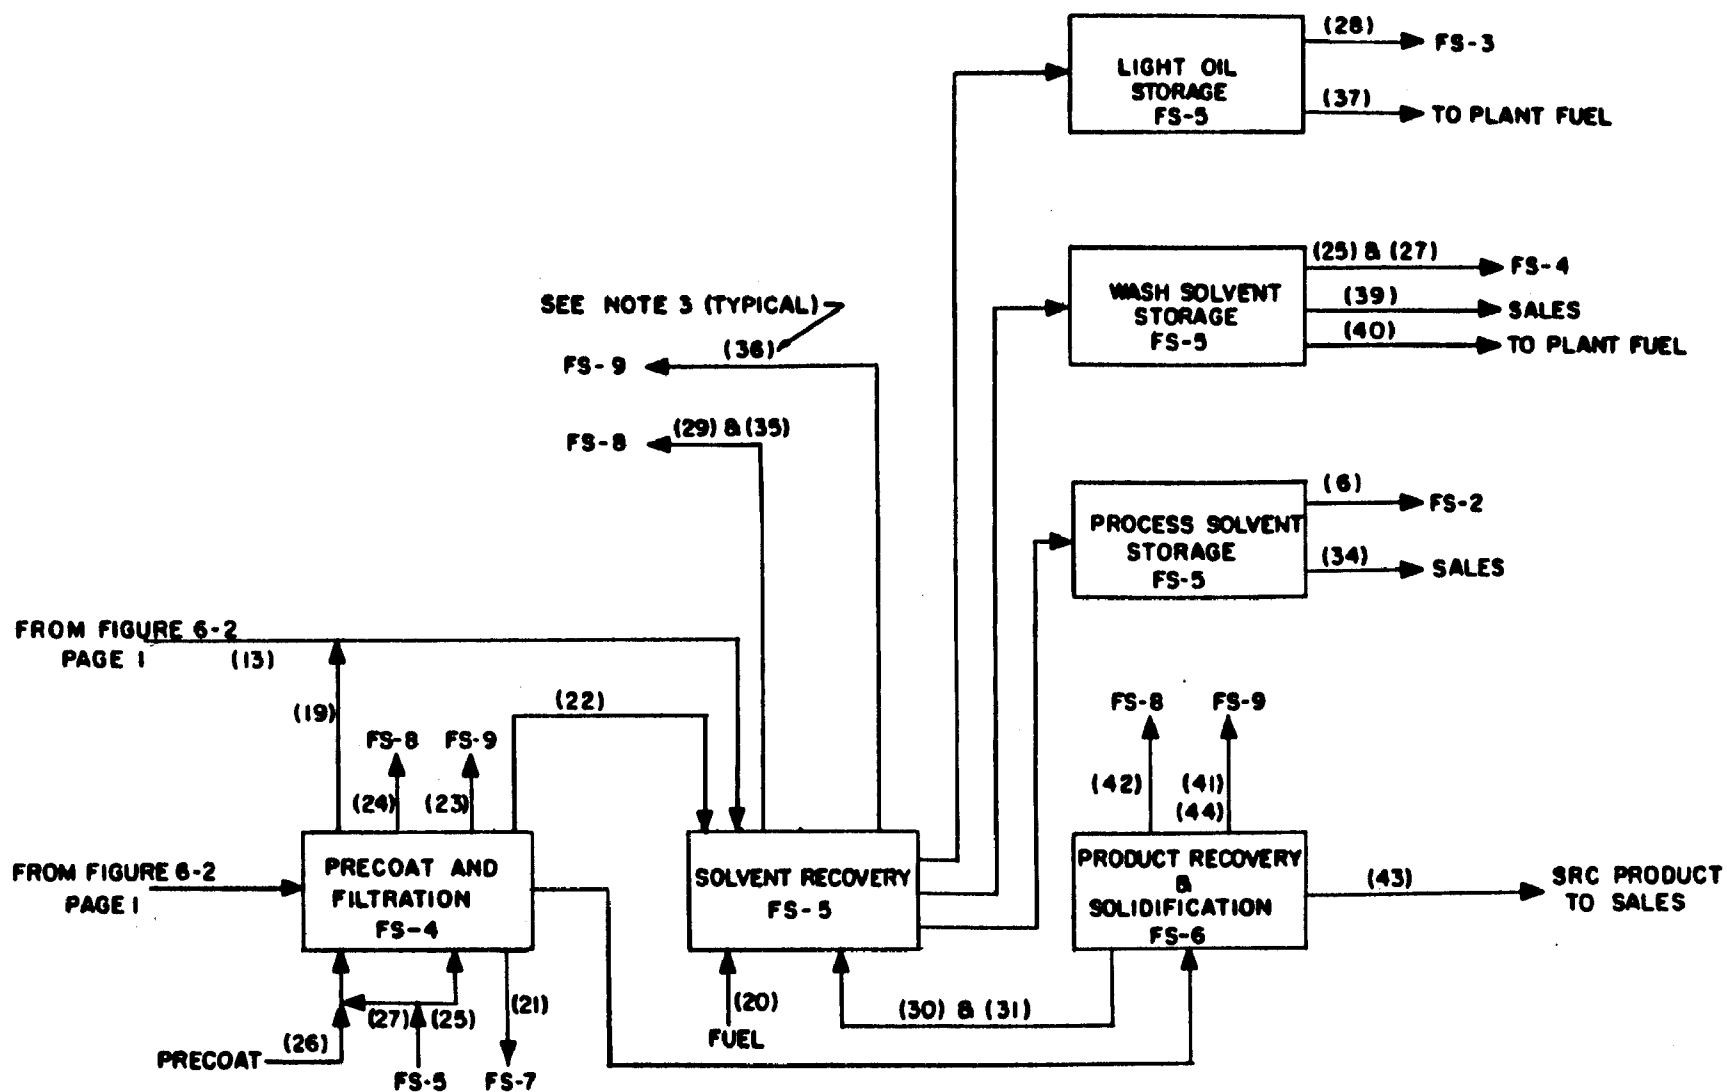 (28)
FS-3
LIGHT OIL
STORAGE
FS-5
(37)
TO PLANT FUEL
(25) & (27)
FS-4
WASH SOLVENT
STORAGE
FS-5
(39)
SALES
(40)
TO PLANT FUEL
SEE NOTE 3 (TYPICAL)
(36)
FS-9
(29) & (35)
FS-8
(6)
FS-2
PROCESS SOLVENT
STORAGE
FS-5
(34)
SALES
FROM FIGURE 6-2
PAGE 1
(13)
(19)
(22)
FS-8
FS-9
(24)
(23)
FS-8
FS-9
(42)
(41)
(44)
FROM FIGURE 6-2
PAGE 1
PRECOAT AND
FILTRATION
FS-4
SOLVENT RECOVERY
FS-5
PRODUCT RECOVERY
&
SOLIDIFICATION
FS-6
(43)
SRC PRODUCT
TO SALES
(27)
(25)
(21)
(20)
FUEL
(30) & (31)
PRECOAT
(26)
FS-5
FS-7